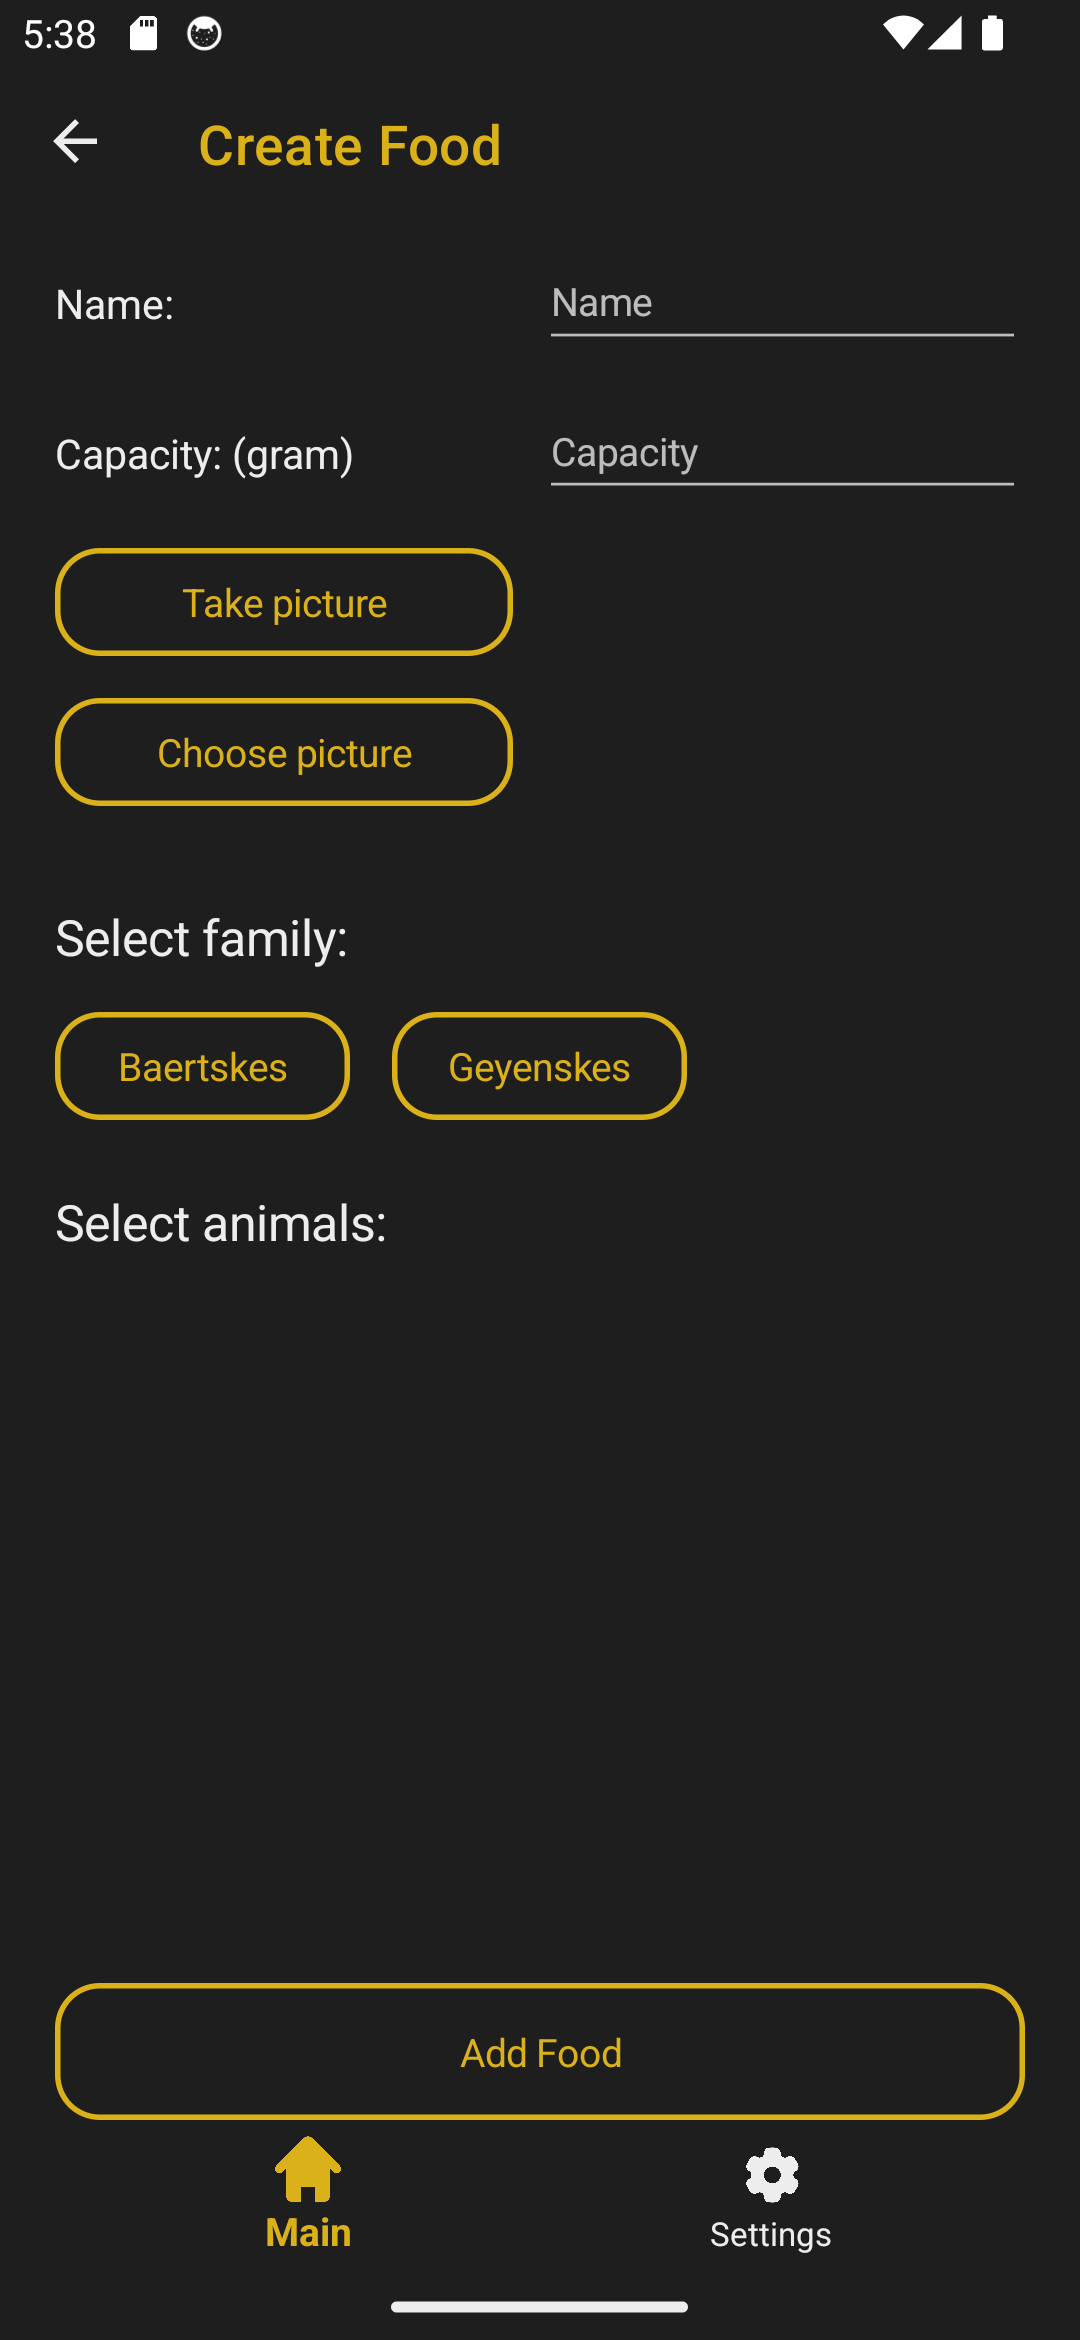 5:38
Create Food
Name:
Name
Capacity: (gram)
Capacity
Take picture
Choose picture
Select family:
Baertskes
Geyenskes
Select animals:
Add Food
Main
Settings